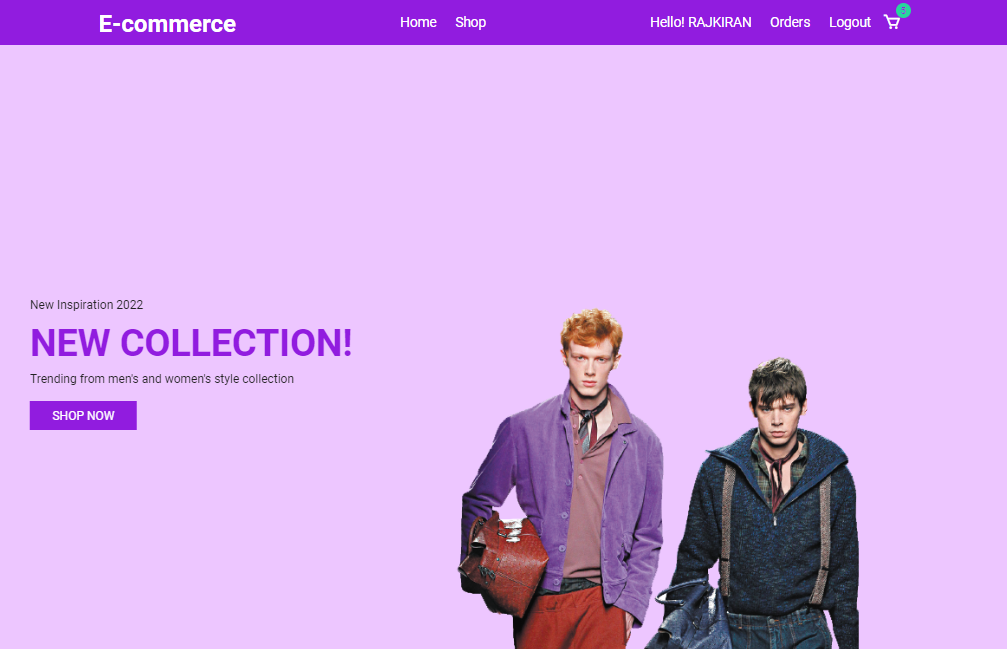 E-commerce Home Shop Hello! RAJKIRAN Orders Logout 5
New Inspiration 2022
NEW COLLECTION!
Trending from men's and women's style collection
SHOP NOW